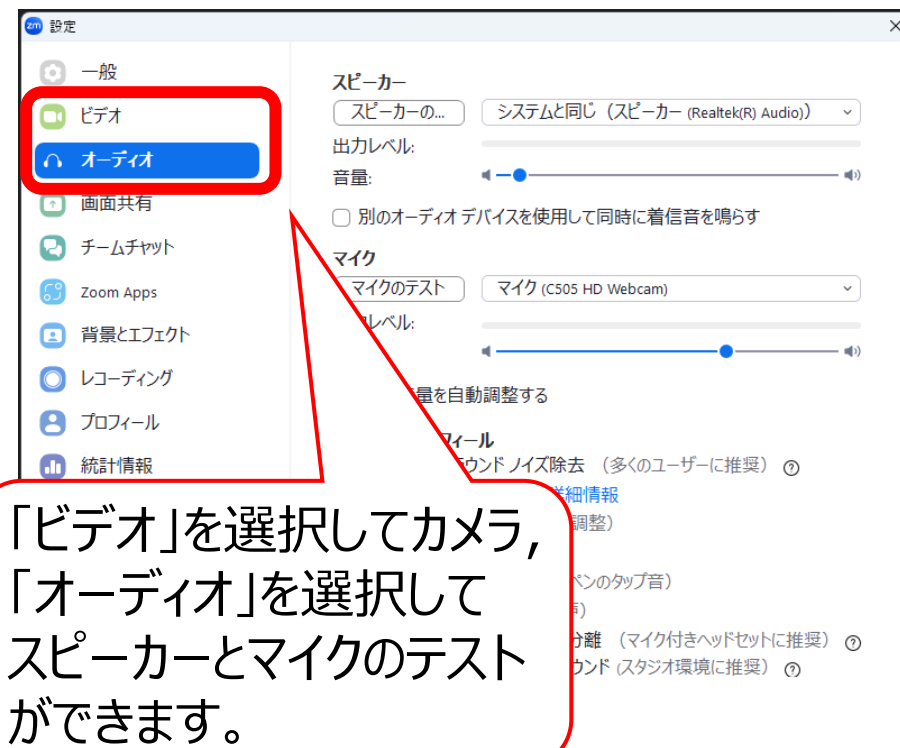 zm 設定
一般
ビデオ
オーディオ
画面共有
チームチャット
Zoom Apps
背景とエフェクト
レコーディング
プロフィール
統計情報
スピーカー
スピーカーの... システムと同じ（スピーカー (Realtek(R) Audio)）
出力レベル:
音量:
別のオーディオ デバイスを使用して同時に着信音を鳴らす
マイク
マイクのテスト マイク (C505 HD Webcam)
レベル:
量を自動調整する
フィール
ウンド ノイズ除去 （多くのユーザーに推奨）
詳細情報
調整）
ペンのタップ音）
声）
分離 （マイク付きヘッドセットに推奨）
ウンド (スタジオ環境に推奨）
「ビデオ」を選択してカメラ,
「オーディオ」を選択して
スピーカーとマイクのテスト
ができます。